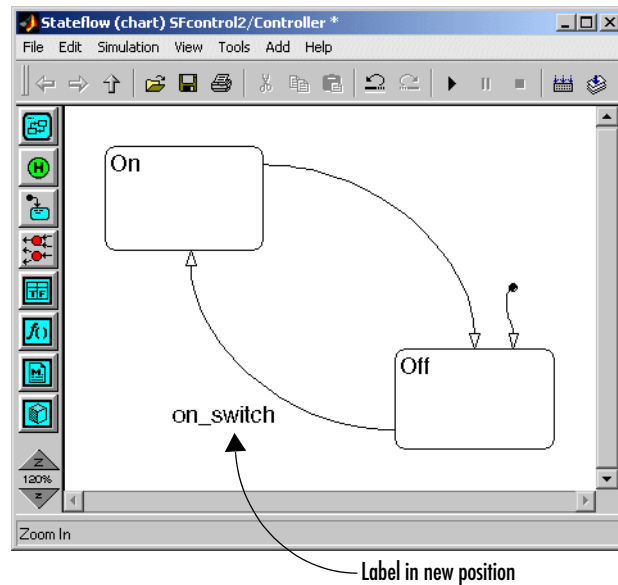 Stateflow (chart) SFcontrol2/Controller *
File Edit Simulation View Tools Add Help
H
On
TF
f()
Off
M
on_switch
Z
120%
z
Zoom In
Label in new position